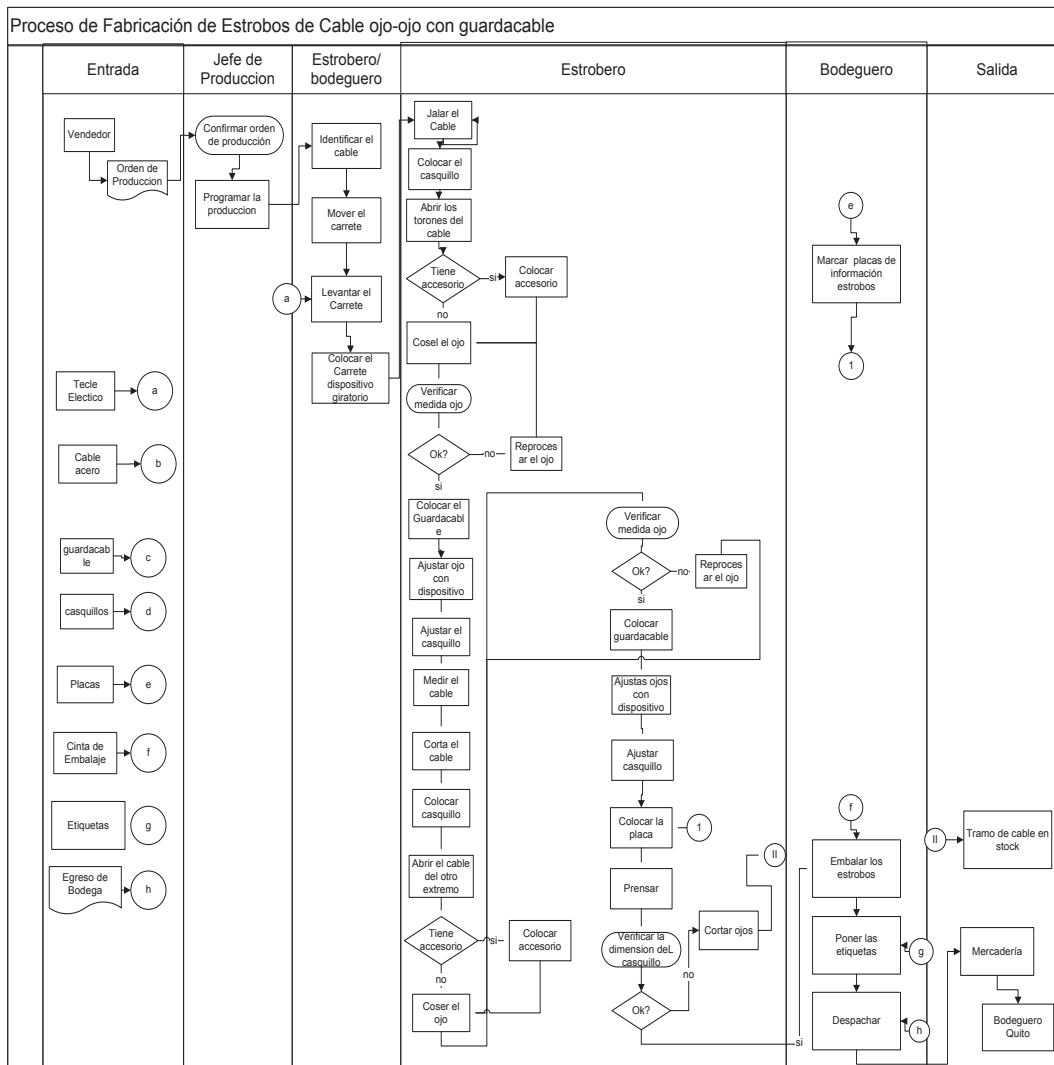 Proceso de Fabricación de Estrobos de Cable ojo-ojo con guardacable
Entrada
Jefe de
Produccion
Estrobero/
bodeguero
Estrobero
Bodeguero
Salida
Vendedor
Orden de
Produccion
Tecle
Electico
a
Cable
acero
b
guardacab
le
c
casquillos
d
Placas
e
Cinta de
Embalaje
f
Etiquetas
g
Egreso de
Bodega
h
Confirmar orden
de producción
Programar la
produccion
Identificar el
cable
Mover el
carrete
a
Levantar el
Carrete
Colocar el
Carrete
dispositivo
giratorio
Jalar el
Cable
Colocar el
casquillo
Abrir los
torones del
cable
Tiene
accesorio
si
Colocar
accesorio
no
Cosel el ojo
Verificar
medida ojo
Ok?
no
Reproces
ar el ojo
si
Colocar el
Guardacabl
e
Ajustar ojo
con
dispositivo
Ajustar el
casquillo
Medir el
cable
Corta el
cable
Colocar
casquillo
Abrir el cable
del otro
extremo
Tiene
accesorio
si
Colocar
accesorio
no
Coser el
ojo
Verificar
medida ojo
Ok?
no
Reproces
ar el ojo
si
Colocar
guardacable
Ajustas ojos
con
dispositivo
Ajustar
casquillo
Colocar la
placa
1
Prensar
Verificar la
dimension deL
casquillo
Ok?
no
Cortar ojos
II
si
e
Marcar placas de
información
estrobos
1
f
Embalar los
estrobos
Poner las
etiquetas
g
Despachar
h
II
Tramo de cable en
stock
Mercadería
Bodeguero
Quito